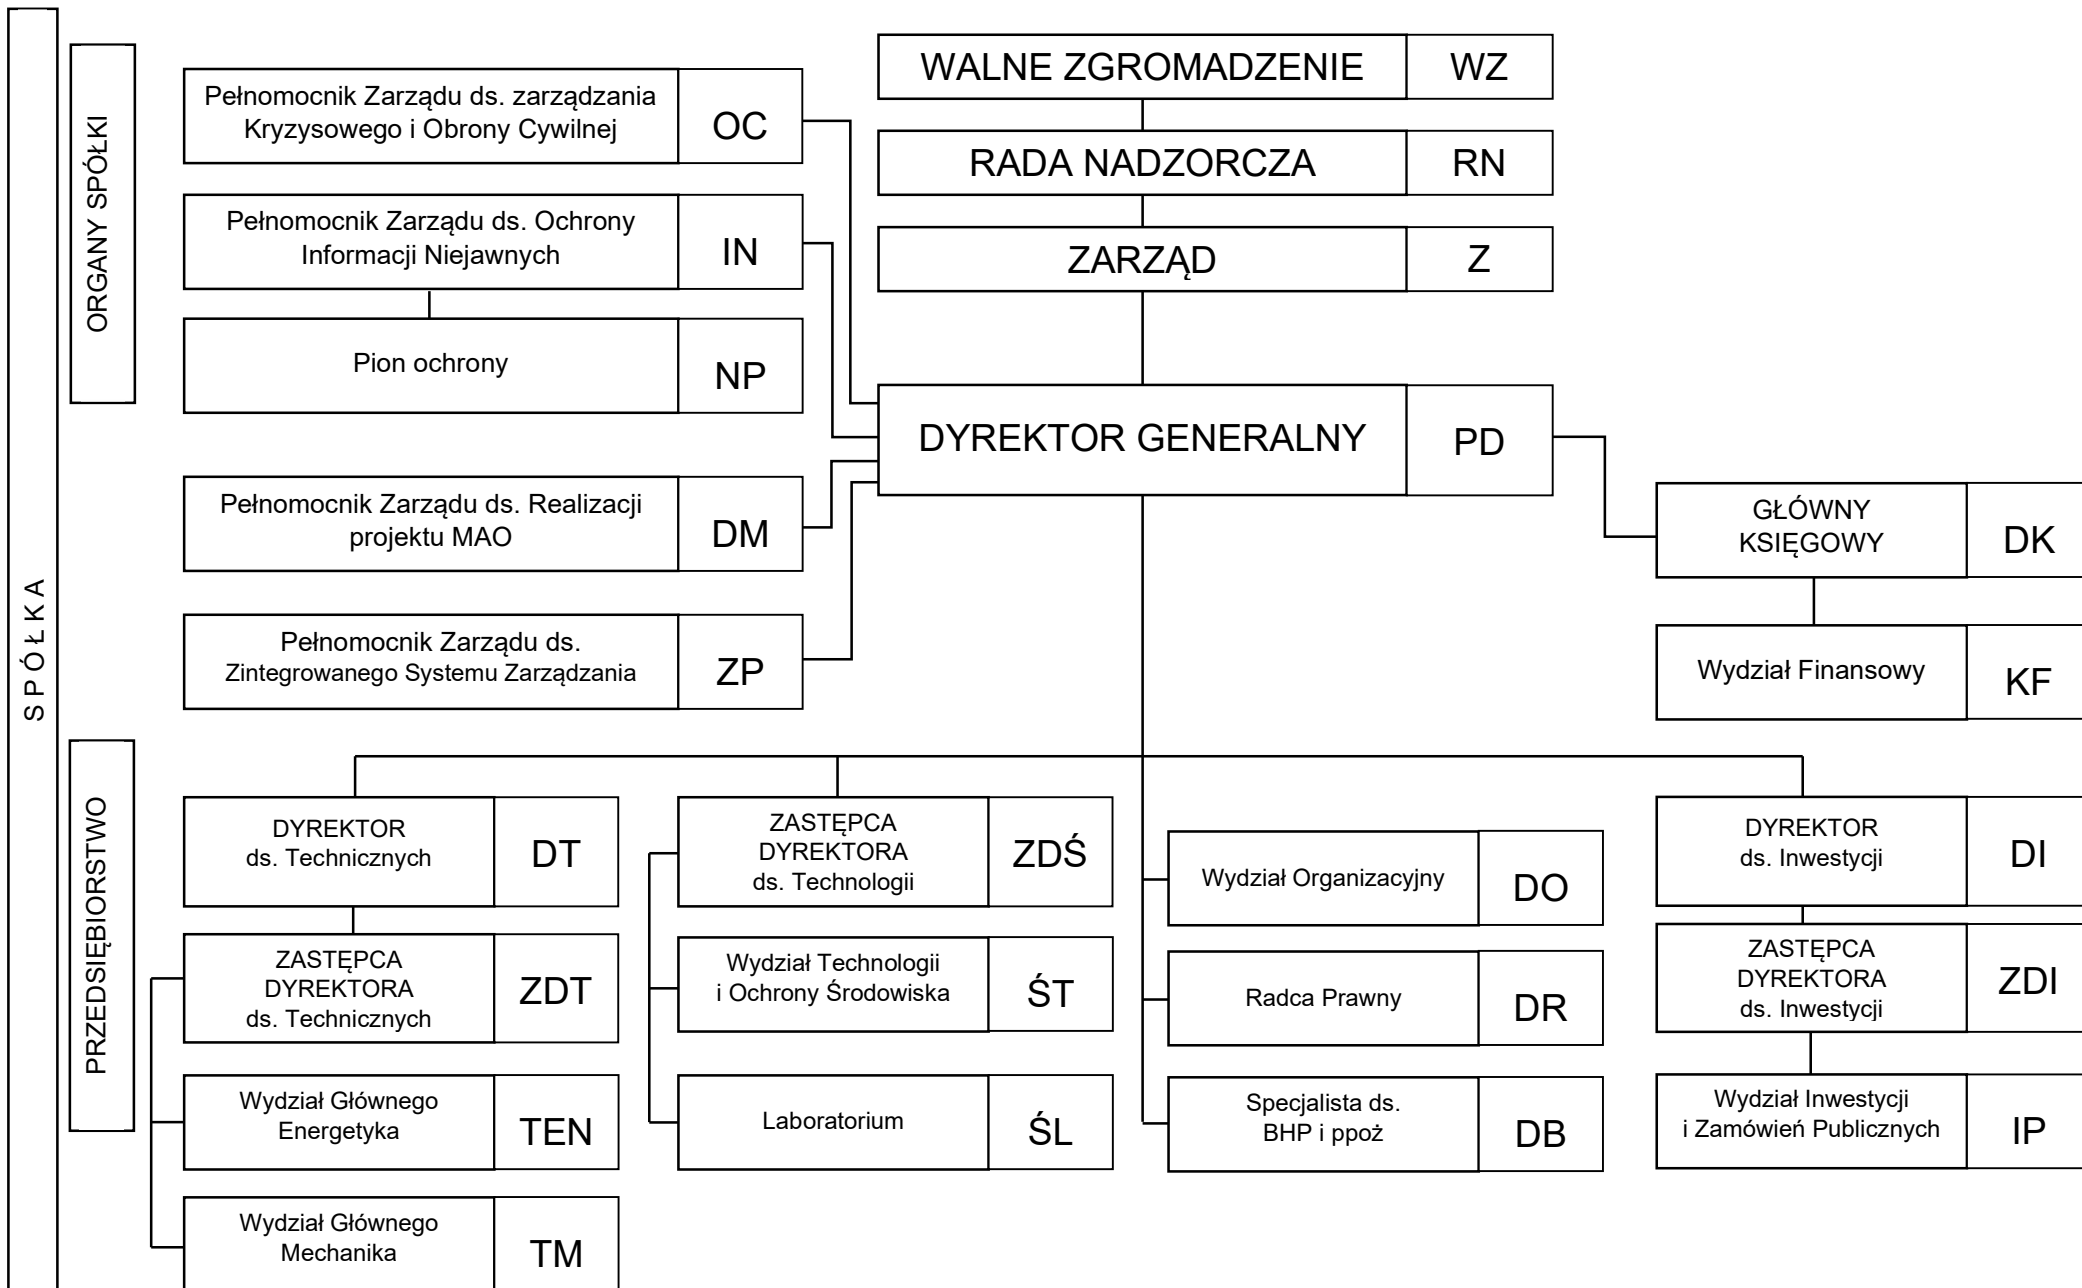 S P Ó Ł K A
ORGANY SPÓŁKI
WALNE ZGROMADZENIE WZ
RADA NADZORCZA RN
ZARZĄD Z
Pełnomocnik Zarządu ds. zarządzania
Kryzysowego i Obrony Cywilnej
OC
Pełnomocnik Zarządu ds. Ochrony
Informacji Niejawnych
IN
Pion ochrony
NP
DYREKTOR GENERALNY PD
Pełnomocnik Zarządu ds. Realizacji
projektu MAO
DM
Pełnomocnik Zarządu ds.
Zintegrowanego Systemu Zarządzania
ZP
GŁÓWNY
KSIĘGOWY
DK
Wydział Finansowy
KF
PRZEDSIĘBIORSTWO
DYREKTOR
ds. Technicznych
DT
ZASTĘPCA
DYREKTORA
ds. Technicznych
ZDT
Wydział Głównego
Energetyka
TEN
Wydział Głównego
Mechanika
TM
ZASTĘPCA
DYREKTORA
ds. Technologii
ZDŚ
Wydział Technologii
i Ochrony Środowiska
ŚT
Laboratorium
ŚL
Wydział Organizacyjny
DO
Radca Prawny
DR
Specjalista ds.
BHP i ppoż
DB
DYREKTOR
ds. Inwestycji
DI
ZASTĘPCA
DYREKTORA
ds. Inwestycji
ZDI
Wydział Inwestycji
i Zamówień Publicznych
IP